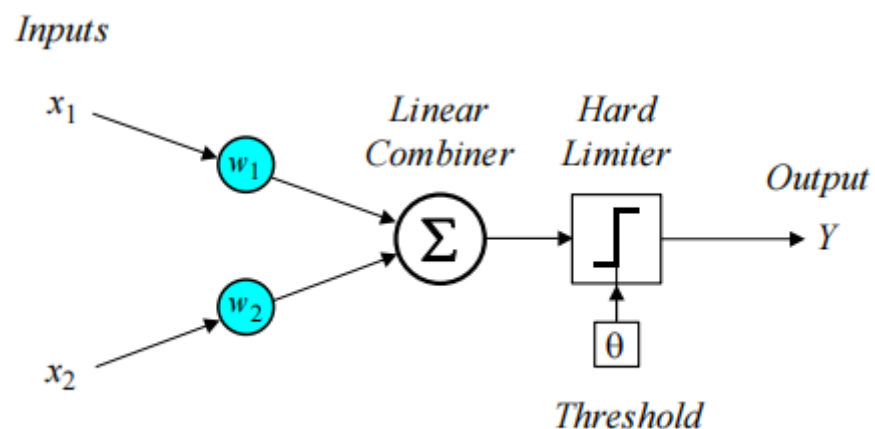 Inputs
x₁
w₁
w₂
x₂
Linear
Combiner
Σ
Hard
Limiter
θ
Threshold
Output
Y